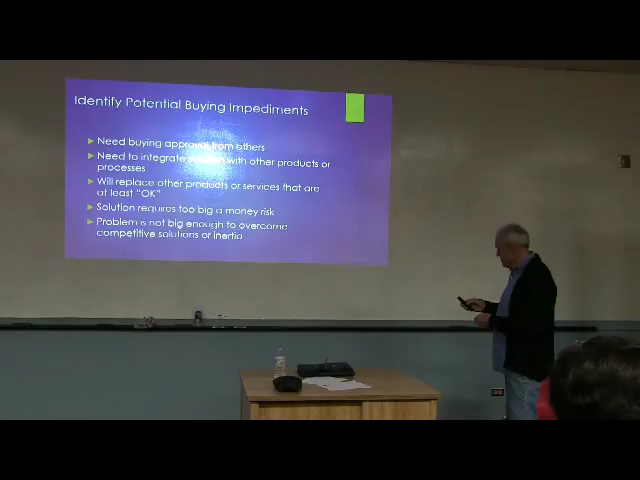 Identify Potential Buying Impediments
Need buying approval from others
Need to integrate solution with other products or
processes
Will replace other products or services that are
at least "OK"
Solution requires too big a money risk
Problem is not big enough to overcome
competitive solutions or inertia